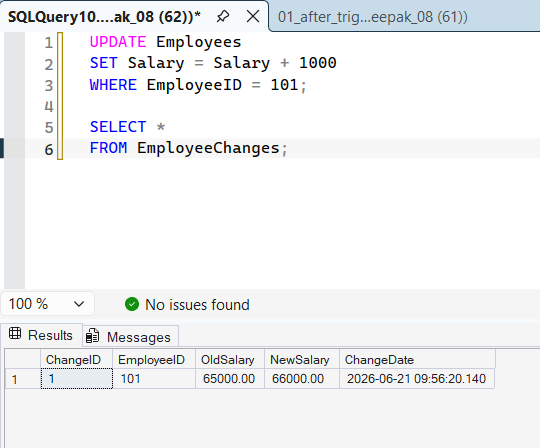 SQLQuery10....ak_08 (62))*
01_after_trig...eepak_08 (61))
1 UPDATE Employees
2 SET Salary = Salary + 1000
3 WHERE EmployeeID = 101;
4
5 SELECT *
6 FROM EmployeeChanges;
100 %
No issues found
Results Messages
ChangeID EmployeeID OldSalary NewSalary ChangeDate
1 1 101 65000.00 66000.00 2026-06-21 09:56:20.140